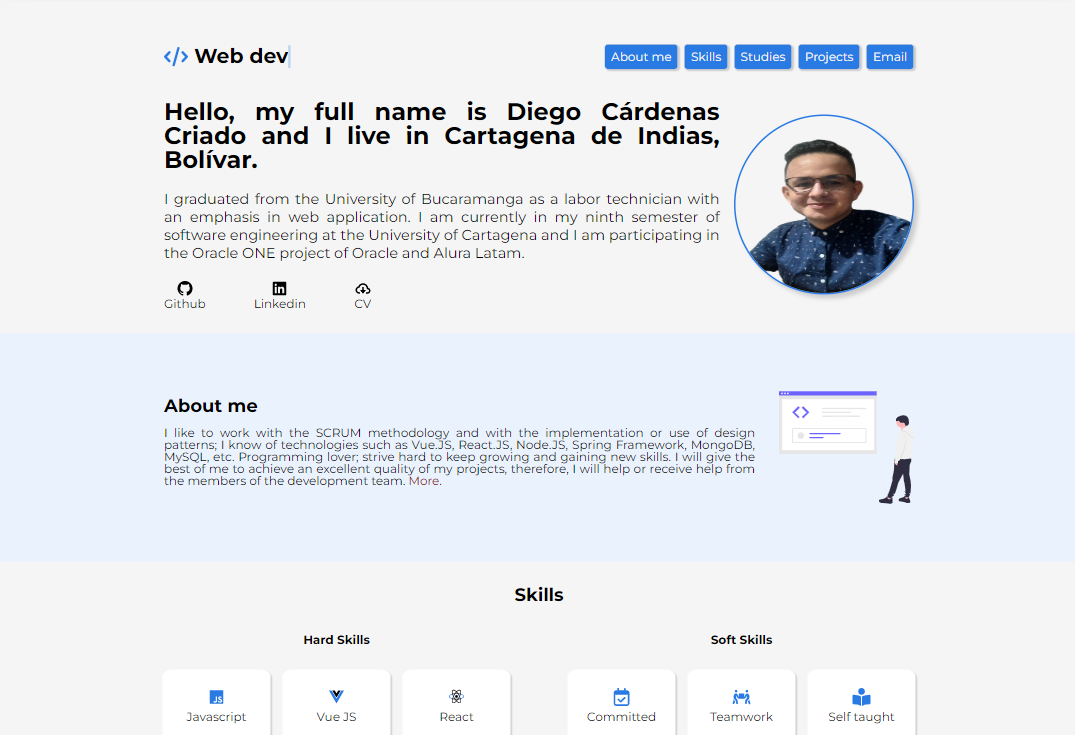 </> Web dev
About me Skills Studies Projects Email
Hello, my full name is Diego Cárdenas
Criado and I live in Cartagena de Indias,
Bolívar.
I graduated from the University of Bucaramanga as a labor technician with
an emphasis in web application. I am currently in my ninth semester of
software engineering at the University of Cartagena and I am participating in
the Oracle ONE project of Oracle and Alura Latam.
Github Linkedin CV
About me
I like to work with the SCRUM methodology and with the implementation or use of design
patterns; I know of technologies such as Vue.JS, React.JS, Node.JS, Spring Framework, MongoDB,
MySQL, etc. Programming lover; strive hard to keep growing and gaining new skills. I will give the
best of me to achieve an excellent quality of my projects, therefore, I will help or receive help from
the members of the development team. More.
Skills
Hard Skills
Soft Skills
JS
Javascript Vue JS React
Committed Teamwork Self taught